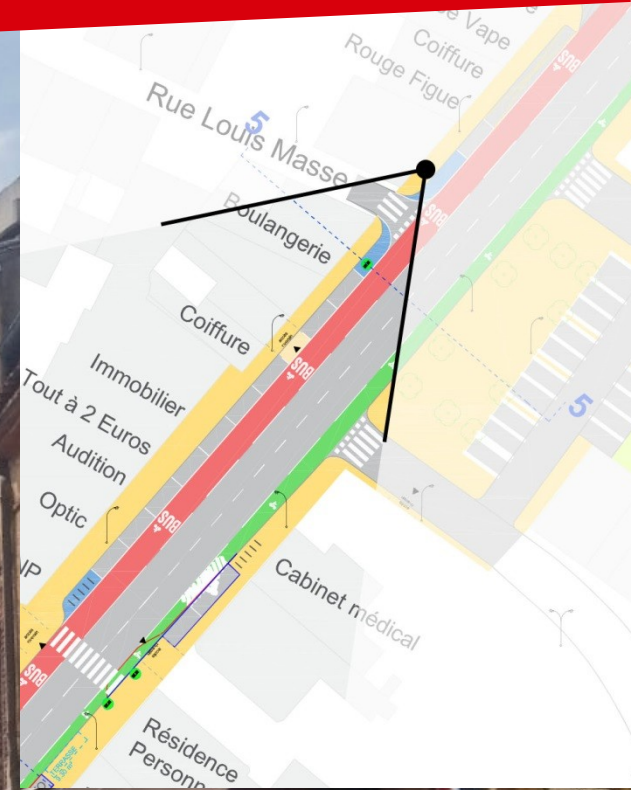 Vape
Coiffure
Rouge Figue
BUS
5
Rue Louis Masse
BUS
Boulangerie
Coiffure
BUS
Immobilier
Tout à 2 Euros
5
Audition
Optic
BUS
Cabinet médical
BUS
Résidence